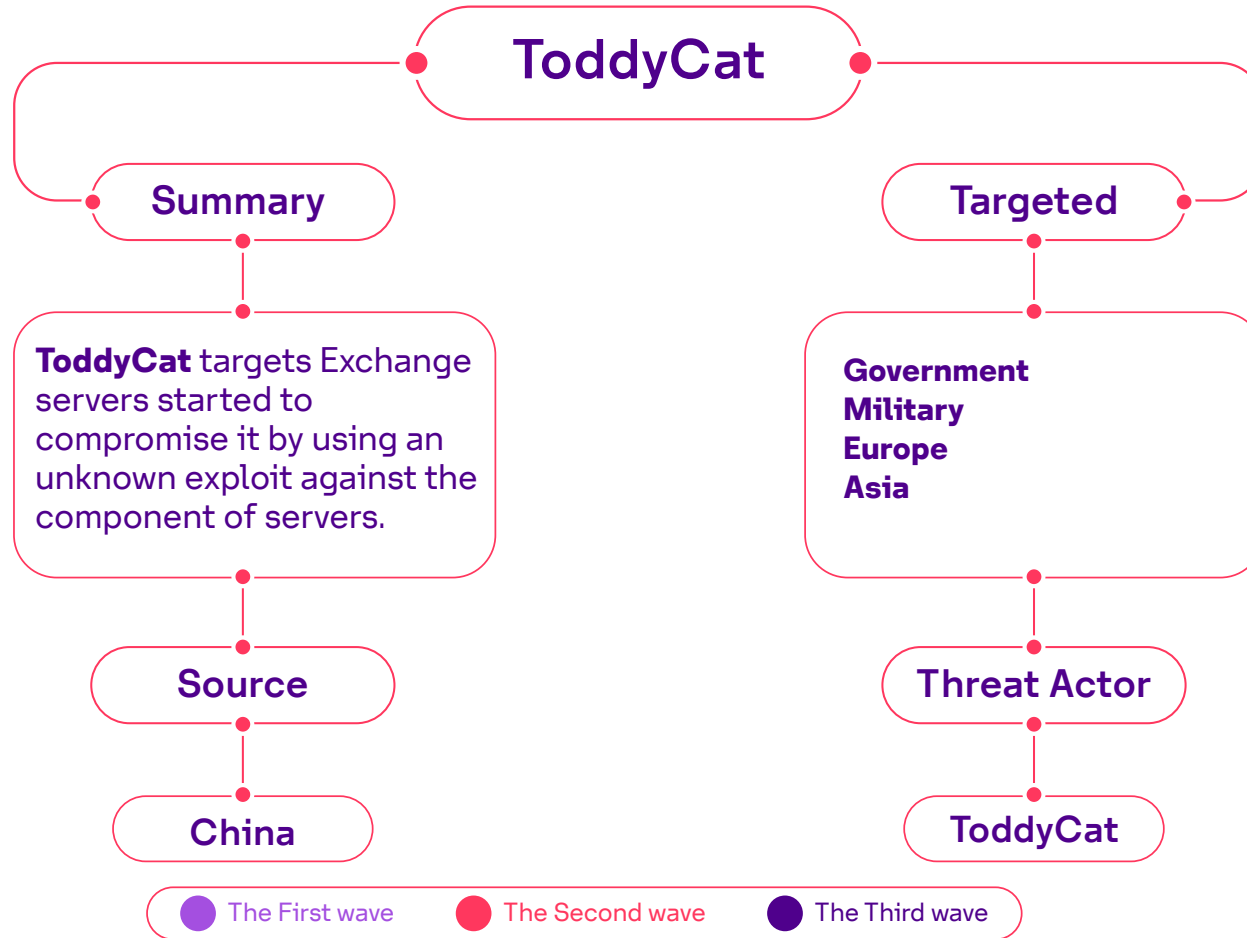 ToddyCat
Summary
Targeted
ToddyCat targets Exchange
servers started to
compromise it by using an
unknown exploit against the
component of servers.
Government
Military
Europe
Asia
Source
Threat Actor
China
ToddyCat
The First wave
The Second wave
The Third wave